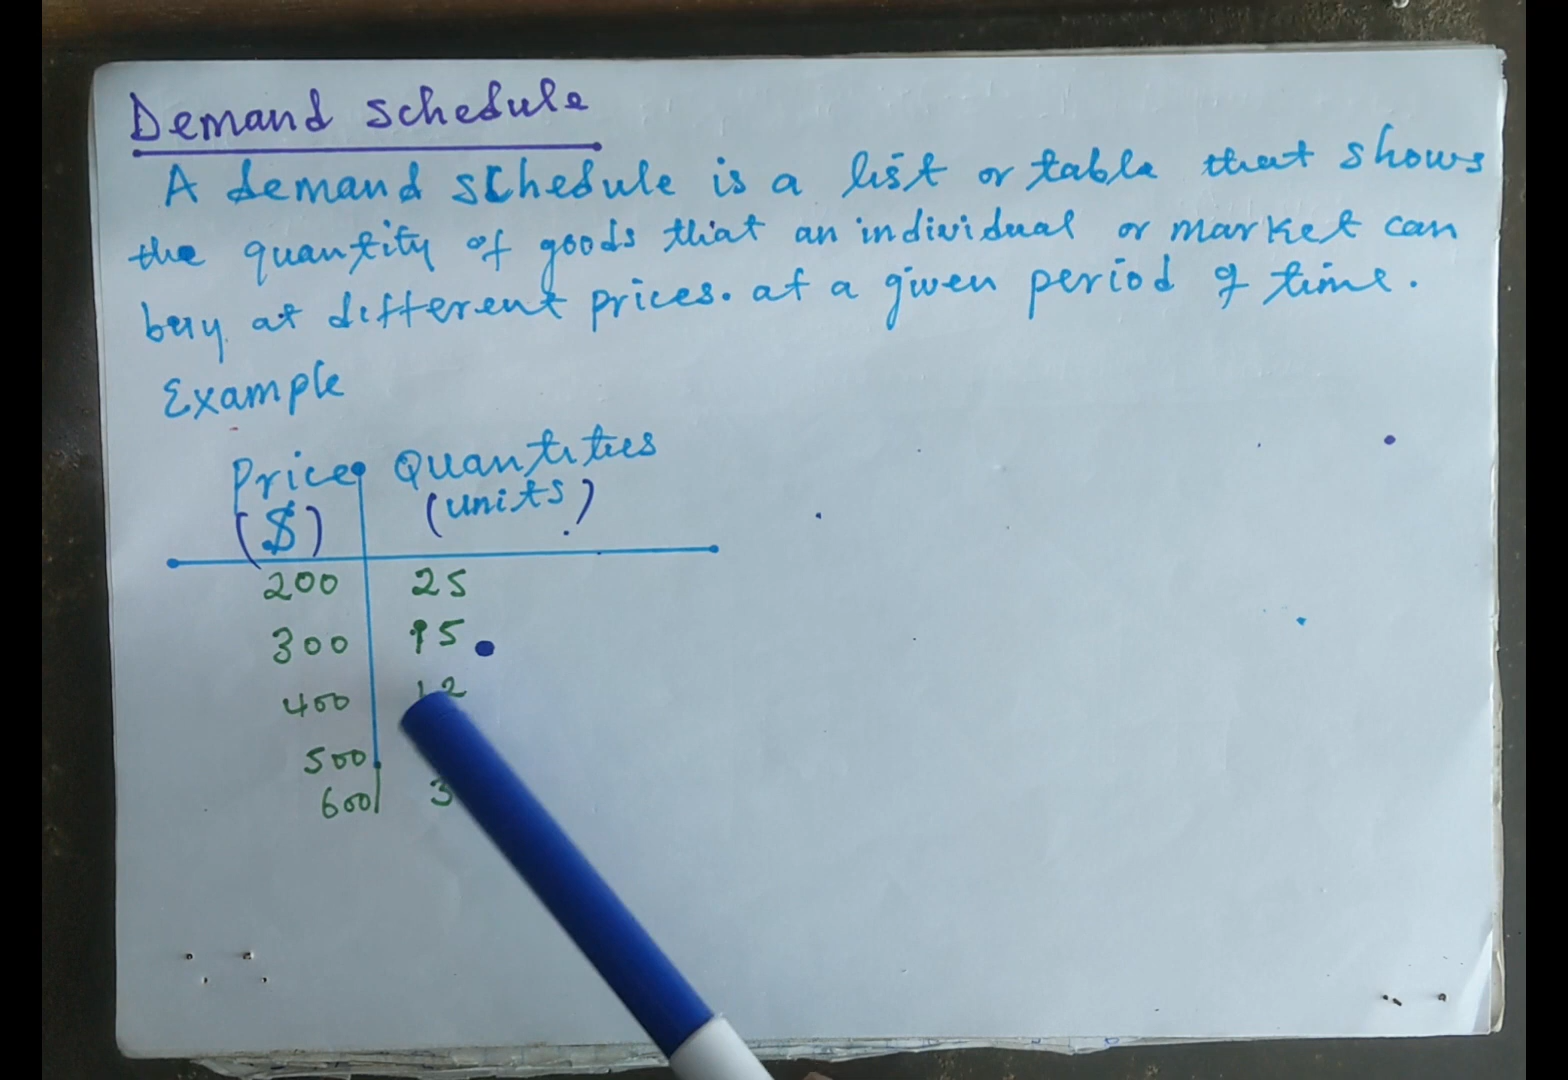 Demand schedule
A demand schedule is a list or table that shows
the quantity of goods that an individual or market can
buy at different prices. at a given period of time.
Example
Price Quantities
($) (units)
200 25
300 15
400 12
500
600 3